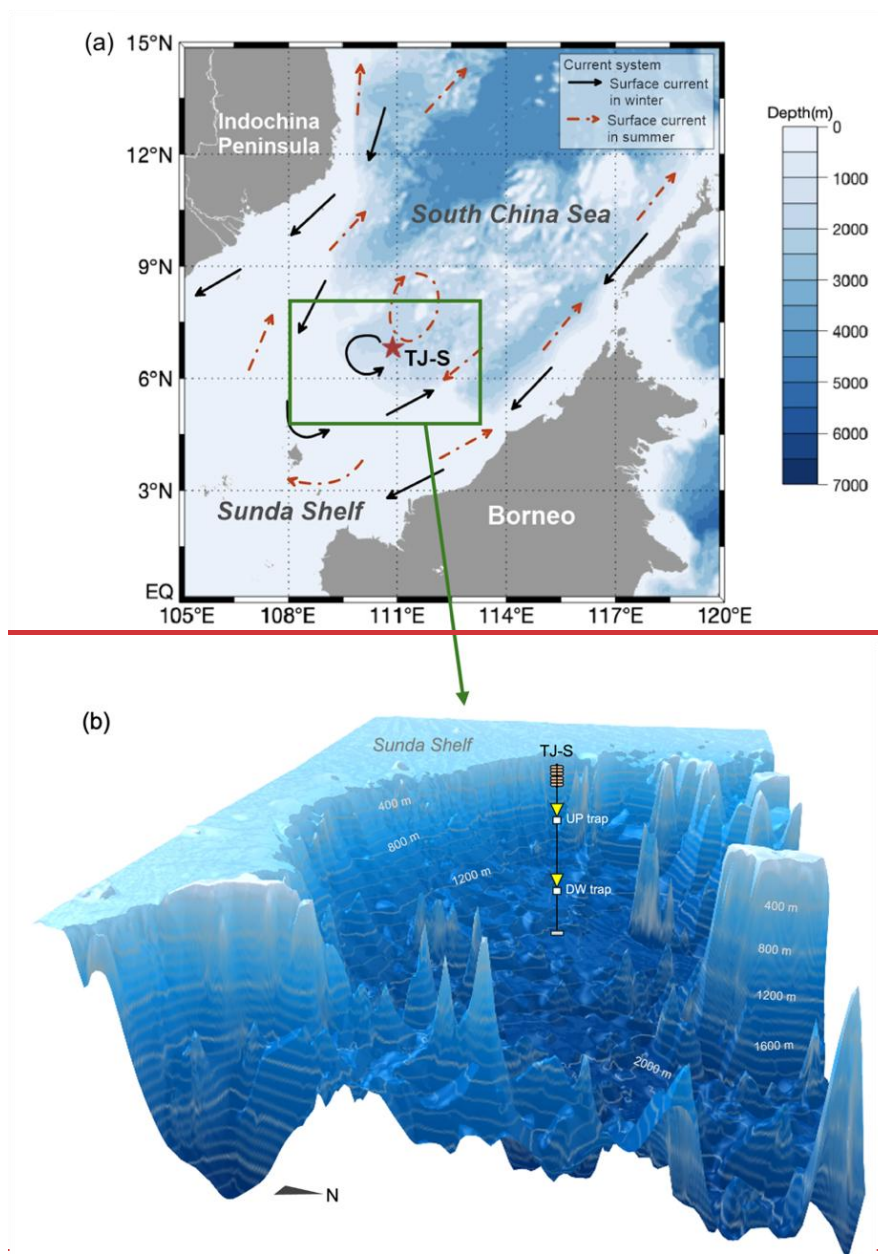 (a)
15°N
12°N
9°N
6°N
3°N
EQ
105°E
108°E
111°E
114°E
117°E
120°E
Current system
Surface current
in winter
Surface current
in summer
Indochina
Peninsula
South China Sea
TJ-S
Sunda Shelf
Borneo
Depth(m)
0
1000
2000
3000
4000
5000
6000
7000
(b)
Sunda Shelf
TJ-S
UP trap
DW trap
400 m
800 m
1200 m
400 m
800 m
1200 m
1600 m
2000 m
N